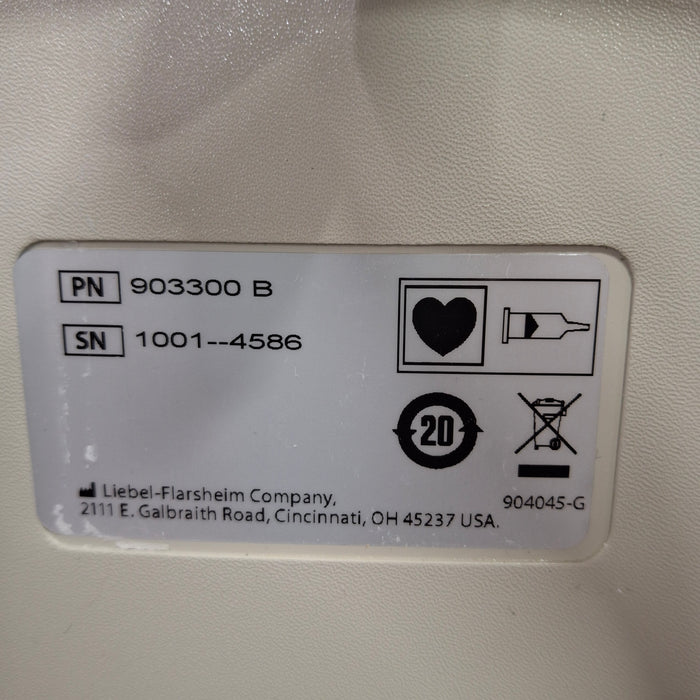 PN 903300 B
SN 1001--4586
20
Liebel-Flarsheim Company,
2111 E. Galbraith Road, Cincinnati, OH 45237 USA.
904045-G